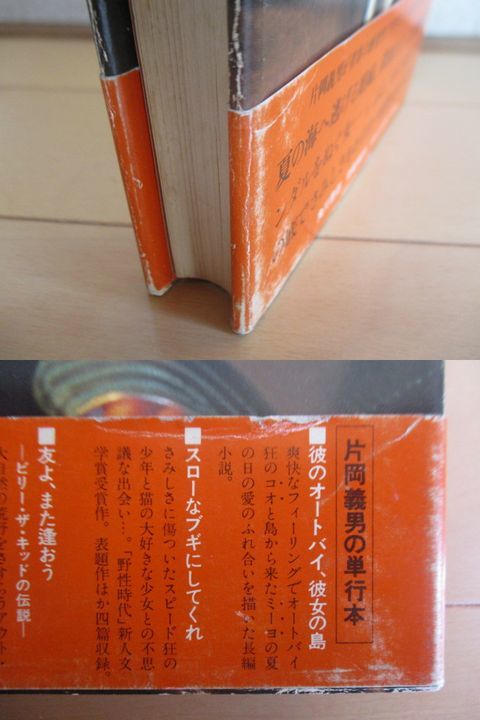 片岡義男
夏の海へ逃げ
片岡義男の単行本
■彼のオートバイ、彼女の島
爽快なフィーリングでオートバイ
狂のコオと島から来たミーヨの夏
の日の愛のふれ合いを描いた長編
小説。
■スローなブギにしてくれ
さみしさに傷ついたスピード狂の
少年と猫の大好きな少女との不思
議な出会い…。「野性時代」新人文
学賞受賞作。表題作ほか四篇収録。
■友よ、また逢おう
―ビリー・ザ・キッドの伝説―